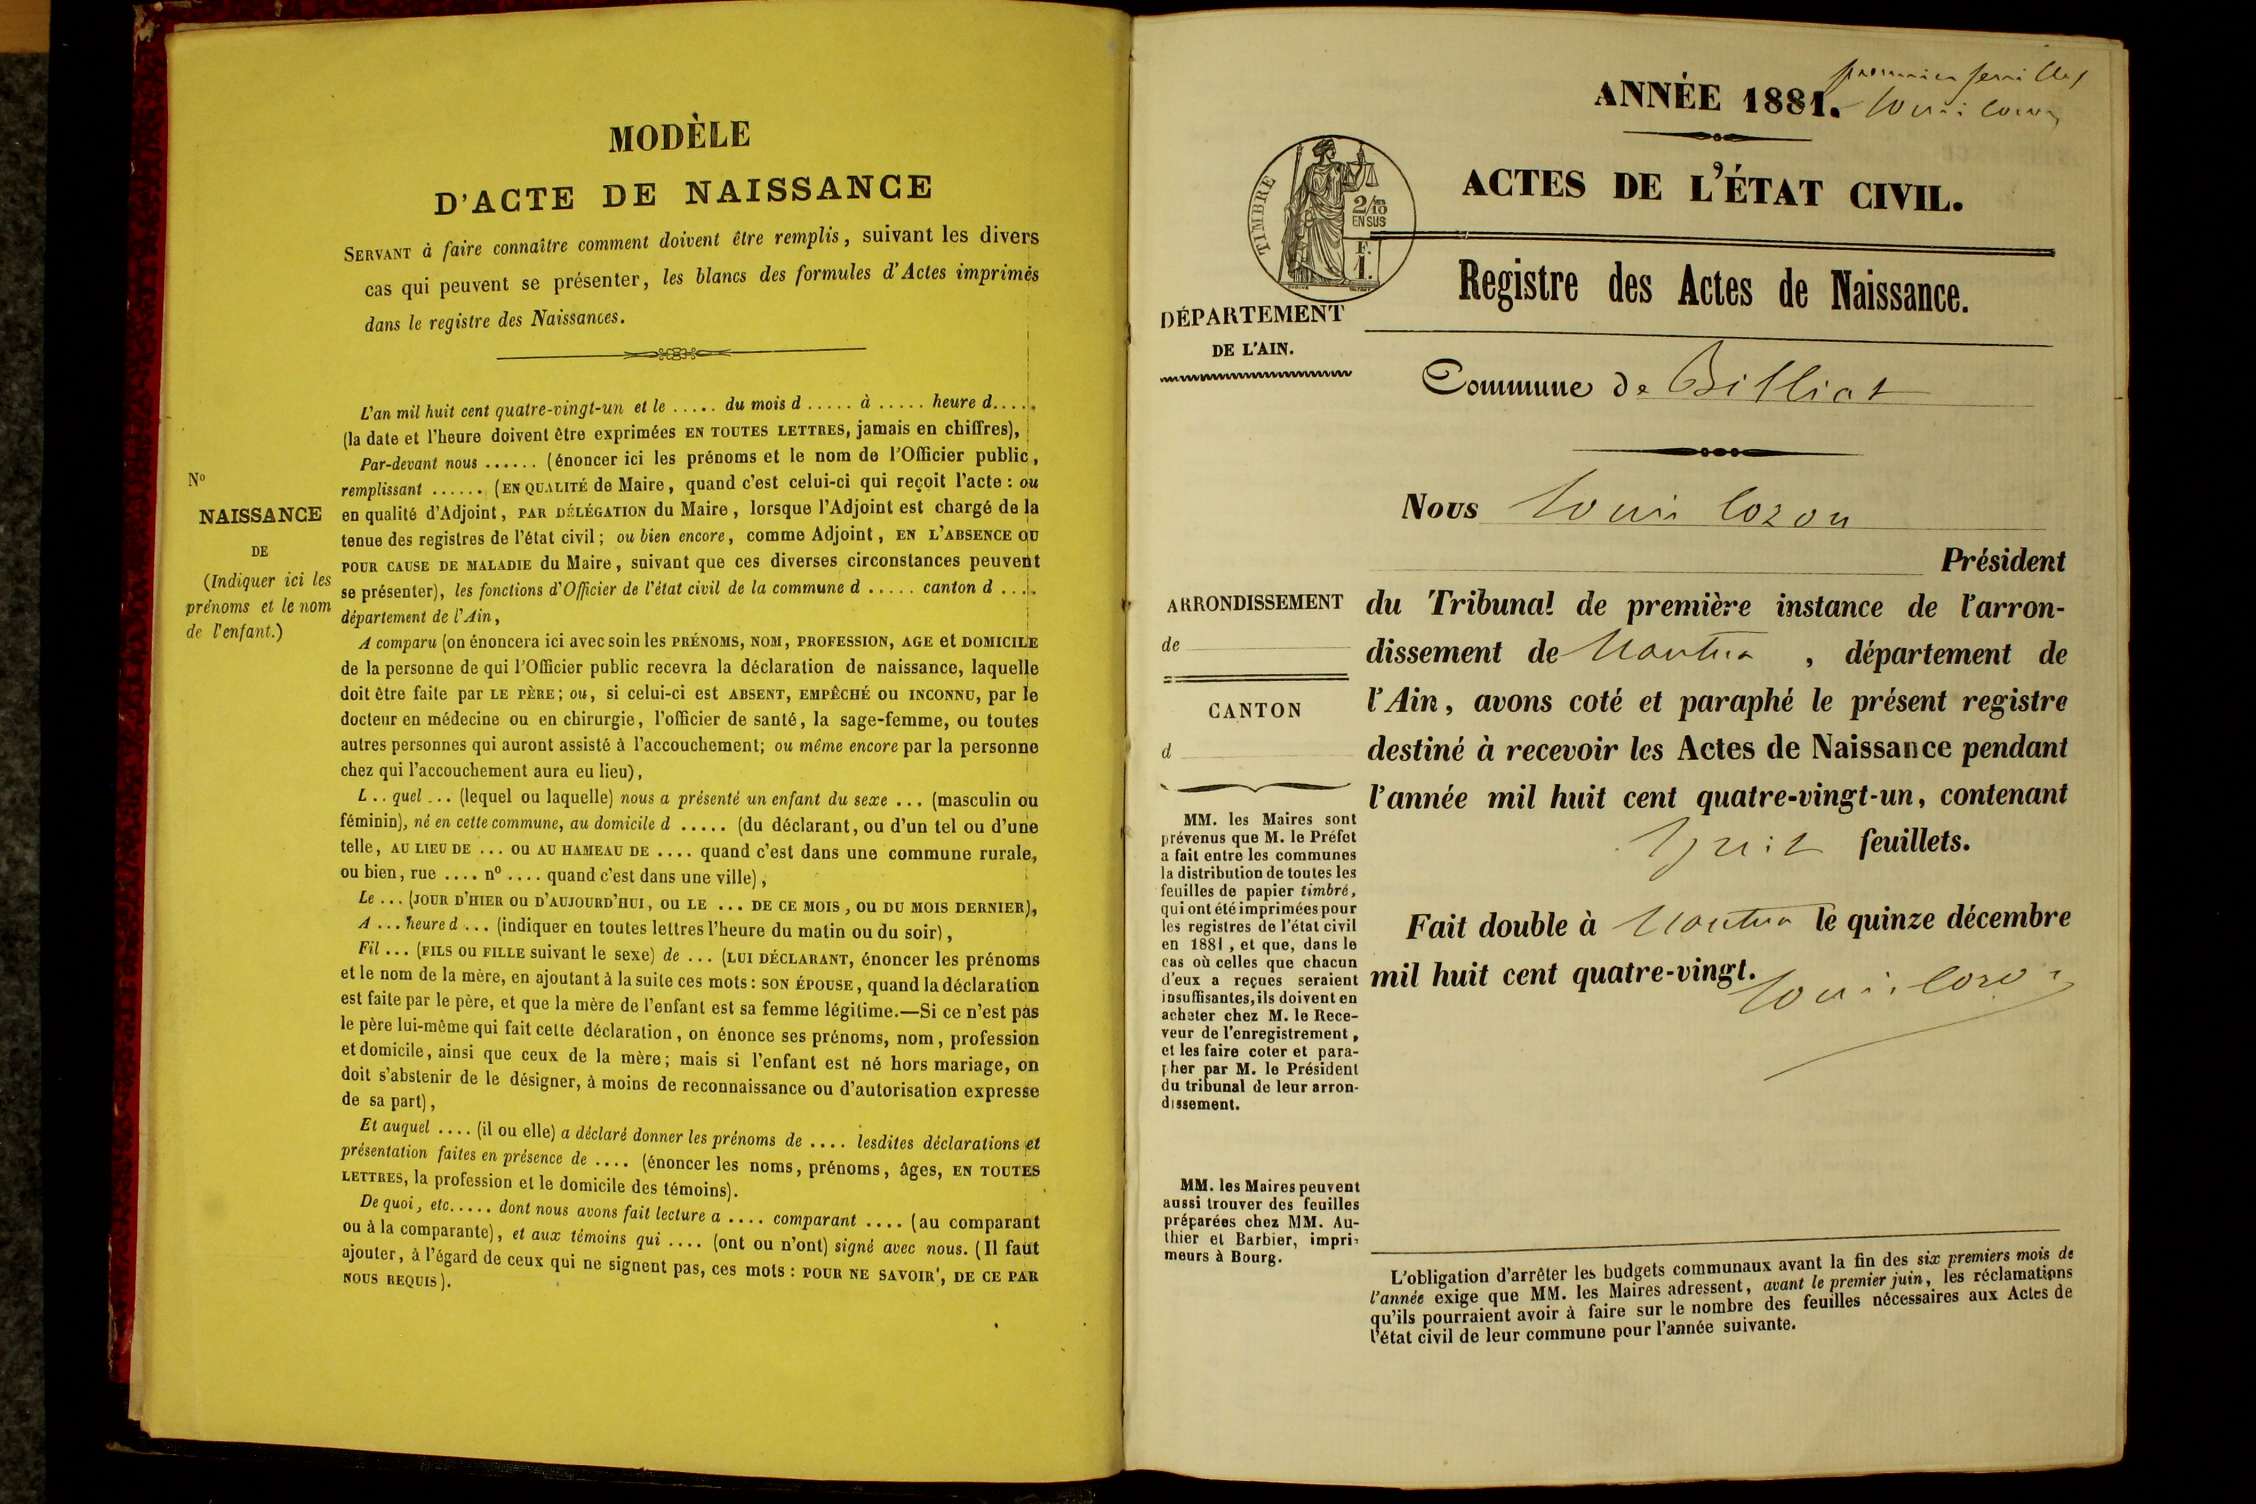 MODÈLE
D'ACTE DE NAISSANCE
SERVANT à faire connaître comment doivent être remplis, suivant les divers
cas qui peuvent se présenter, les blancs des formules d'Actes imprimés
dans le registre des Naissances.
L'an mil huit cent quatre-vingt-un et le ..... du mois d ..... à ..... heure d.....
(la date et l'heure doivent être exprimées EN TOUTES LETTRES, jamais en chiffres),
Par-devant nous ...... (énoncer ici les prénoms et le nom de l'Officier public,
remplissant ...... (EN QUALITÉ de Maire, quand c'est celui-ci qui reçoit l'acte : ou
en qualité d'Adjoint, PAR DÉLÉGATION du Maire, lorsque l'Adjoint est chargé de la
tenue des registres de l'état civil ; ou bien encore, comme Adjoint, EN L'ABSENCE OU
POUR CAUSE DE MALADIE du Maire, suivant que ces diverses circonstances peuvent
se présenter), les fonctions d'Officier de l'état civil de la commune d ..... canton d ....
département de l'Ain,
A comparu (on énoncera ici avec soin les PRÉNOMS, NOM, PROFESSION, AGE et DOMICILE
de la personne de qui l'Officier public recevra la déclaration de naissance, laquelle
doit être faite par LE PÈRE ; ou, si celui-ci est ABSENT, EMPÊCHÉ OU INCONNU, par le
docteur en médecine ou en chirurgie, l'officier de santé, la sage-femme, ou toutes
autres personnes qui auront assisté à l'accouchement; ou même encore par la personne
chez qui l'accouchement aura eu lieu),
L .. quel ... (lequel ou laquelle) nous a présenté un enfant du sexe ... (masculin ou
féminin), né en cette commune, au domicile d ..... (du déclarant, ou d'un tel ou d'une
telle, AU LIEU DE ... OU AU HAMEAU DE .... quand c'est dans une commune rurale,
ou bien, rue .... nº .... quand c'est dans une ville),
Le ... (JOUR D'HIER OU D'AUJOURD'HUI, OU LE ... DE CE MOIS, OU DU MOIS DERNIER),
A ... heure d ... (indiquer en toutes lettres l'heure du matin ou du soir),
Fil ... (FILS OU FILLE suivant le sexe) de ... (LUI DÉCLARANT, énoncer les prénoms
et le nom de la mère, en ajoutant à la suite ces mots : SON ÉPOUSE, quand la déclaration
est faite par le père, et que la mère de l'enfant est sa femme légitime.—Si ce n'est pas
le père lui-même qui fait cette déclaration, on énonce ses prénoms, nom, profession
et domicile, ainsi que ceux de la mère; mais si l'enfant est né hors mariage, on
doit s'abstenir de le désigner, à moins de reconnaissance ou d'autorisation expresse
de sa part),
Et auquel .... (il ou elle) a déclaré donner les prénoms de .... lesdites déclarations et
présentation faites en présence de .... (énoncer les noms, prénoms, âges, EN TOUTES
LETTRES, la profession et le domicile des témoins).
De quoi, etc..... dont nous avons fait lecture a .... comparant .... (au comparant
ou à la comparante), et aux témoins qui .... (ont ou n'ont) signé avec nous. (Il faut
ajouter, à l'égard de ceux qui ne signent pas, ces mots : POUR NE SAVOIR, DE CE PAR
NOUS REQUIS).
Nº
NAISSANCE
DE
(Indiquer ici les
prénoms et le nom
de l'enfant.)
premier feuillet
ANNÉE 1881.
ACTES DE L'ÉTAT CIVIL.
TIMBRE
2/10 EN SUS
F. 1.
Registre des Actes de Naissance.
DÉPARTEMENT
DE L'AIN.
Commune de Billiat
Nous Louis Cozon
Président
du Tribunal de première instance de l'arron-
dissement de Nantua , département de
l'Ain, avons coté et paraphé le présent registre
destiné à recevoir les Actes de Naissance pendant
l'année mil huit cent quatre-vingt-un, contenant
huit feuillets.
Fait double à Nantua le quinze décembre
mil huit cent quatre-vingt.
Louis Cozon
ARRONDISSEMENT
de
CANTON
d
MM. les Maires sont
prévenus que M. le Préfet
a fait entre les communes
la distribution de toutes les
feuilles de papier timbré,
qui ont été imprimées pour
les registres de l'état civil
en 1881, et que, dans le
cas où celles que chacun
d'eux a reçues seraient
insuffisantes, ils doivent en
acheter chez M. le Rece-
veur de l'enregistrement,
et les faire coter et para-
pher par M. le Président
du tribunal de leur arron-
dissement.
MM. les Maires peuvent
aussi trouver des feuilles
préparées chez MM. Au-
thier et Barbier, impri-
meurs à Bourg.
L'obligation d'arrêter les budgets communaux avant la fin des six premiers mois de
l'année exige que MM. les Maires adressent, avant le premier juin, les réclamations
qu'ils pourraient avoir à faire sur le nombre des feuilles nécessaires aux Actes de
l'état civil de leur commune pour l'année suivante.